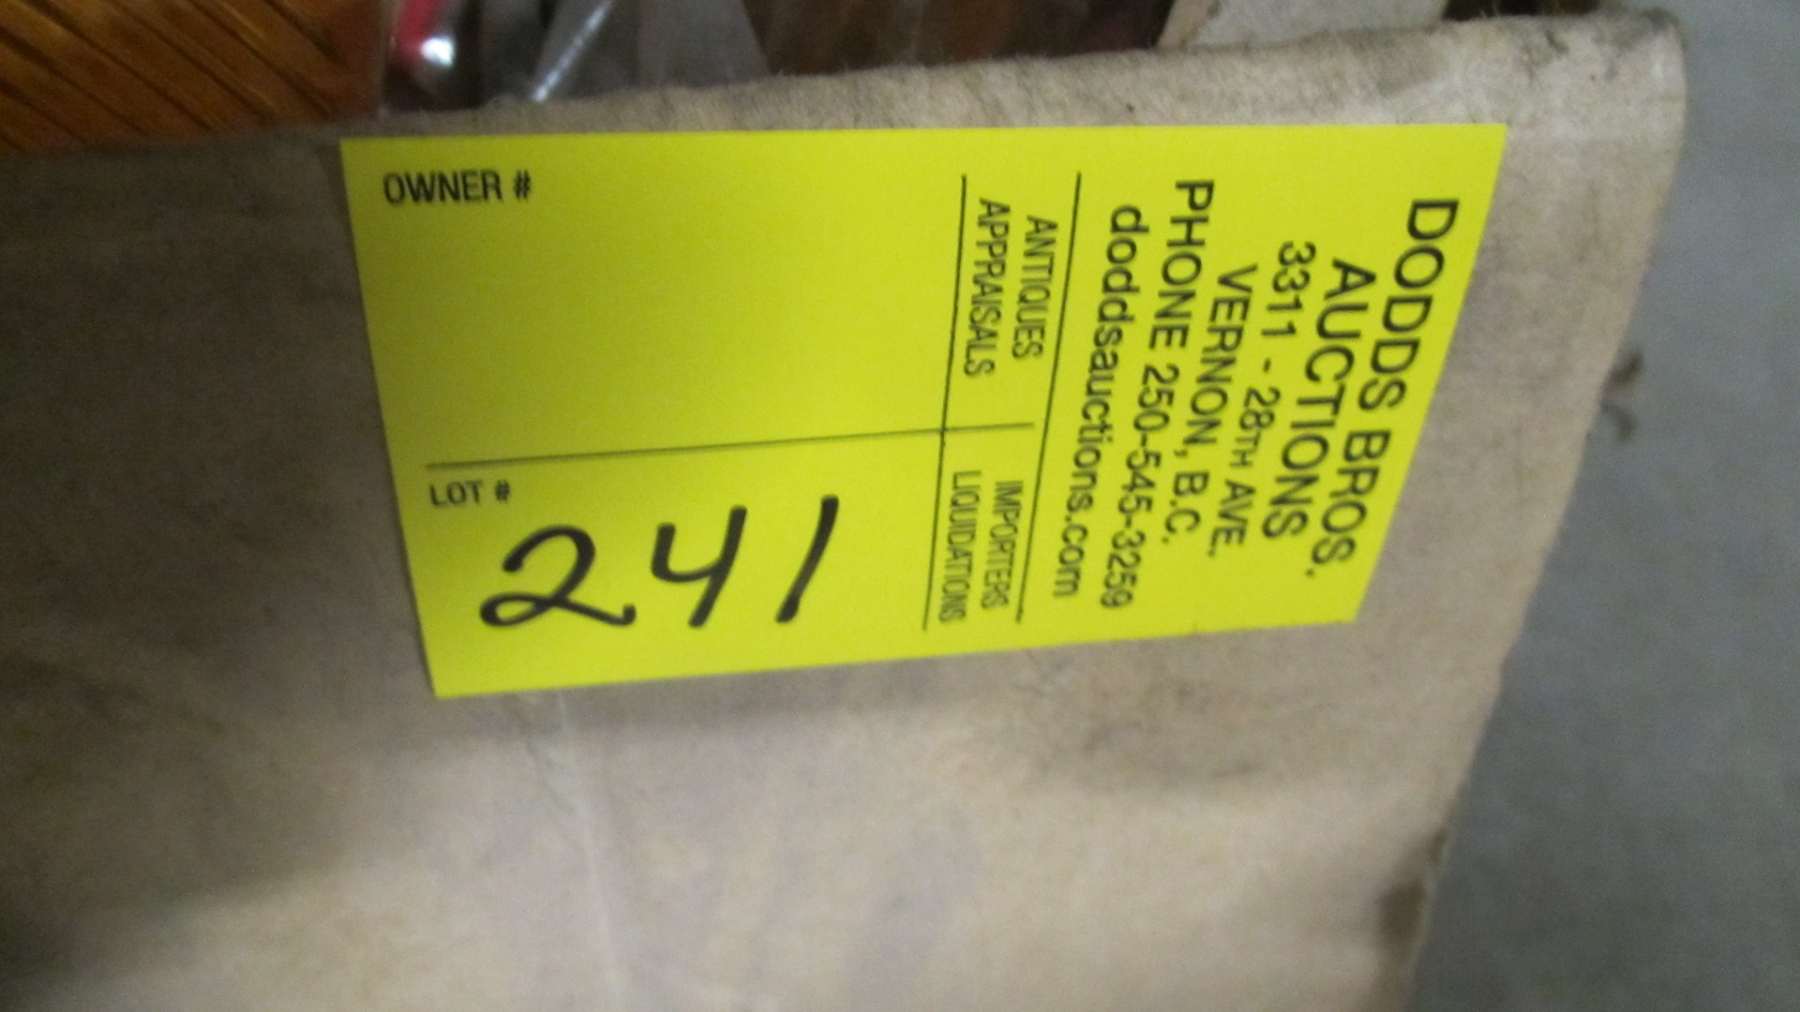 DODDS BROS.
AUCTIONS
3311 - 28TH AVE.
VERNON, B.C.
PHONE 250-545-3259
doddsauctions.com
ANTIQUES
APPRAISALS
IMPORTERS
LIQUIDATIONS
OWNER #
LOT #
241